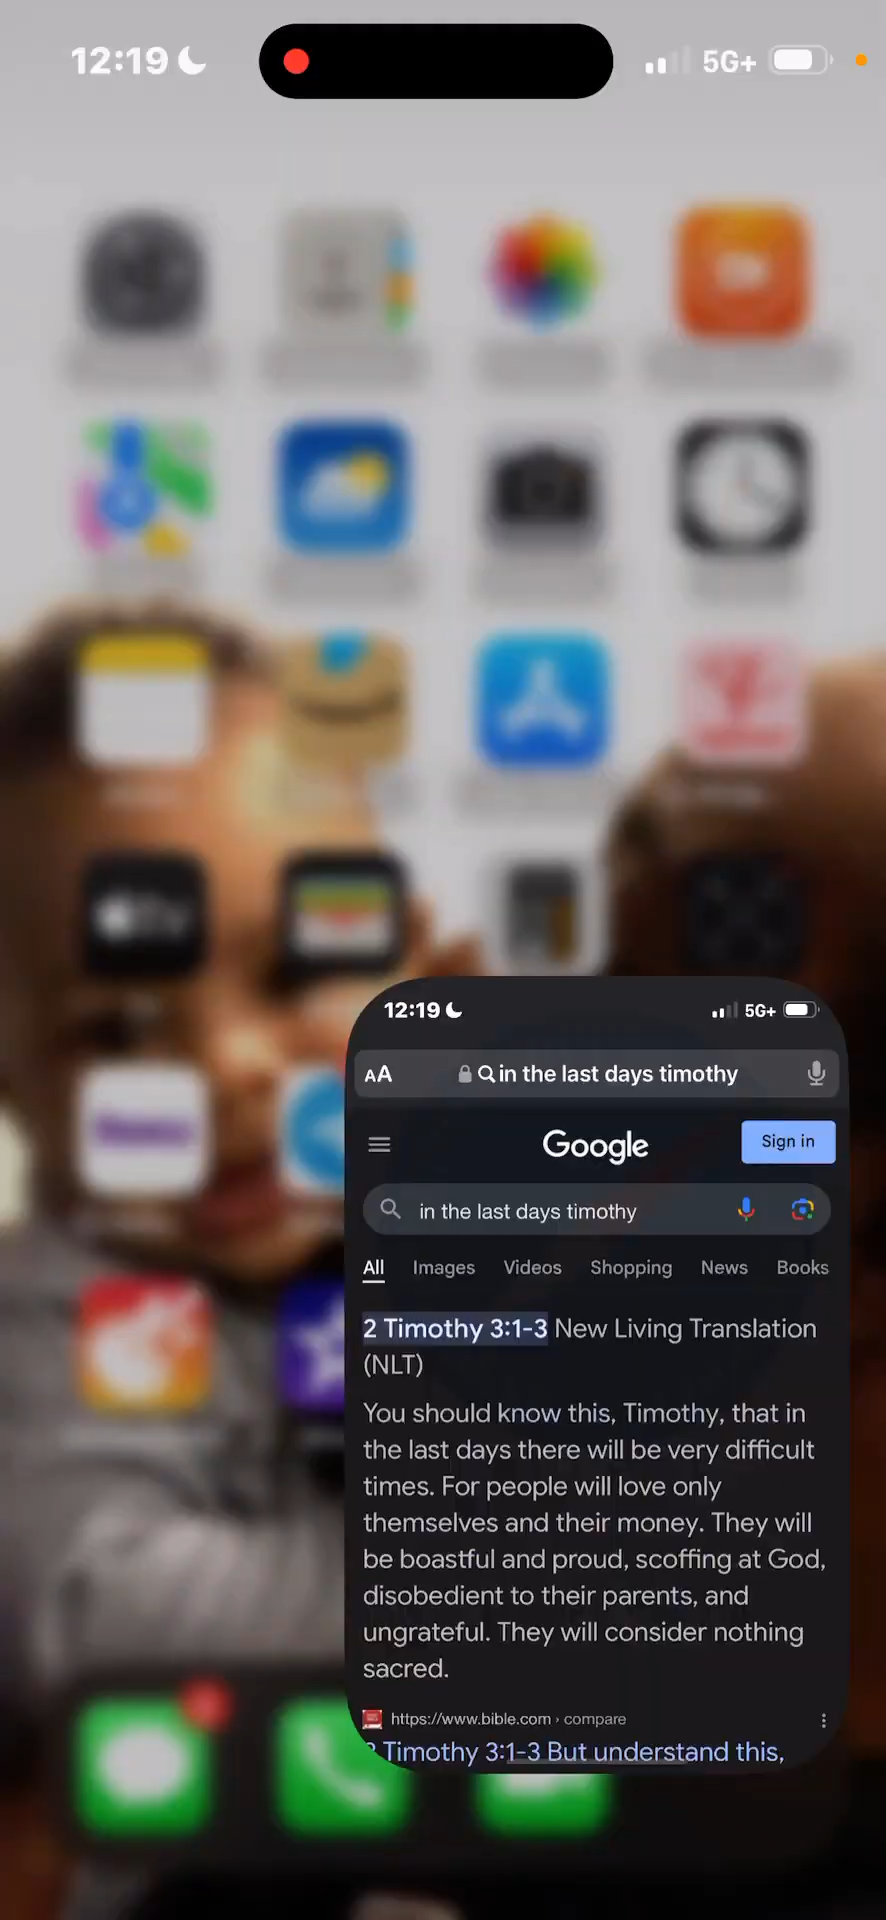 12:19 5G+
12:19 5G+
AA in the last days timothy
Google Sign in
in the last days timothy
All Images Videos Shopping News Books
2 Timothy 3:1-3 New Living Translation
(NLT)
You should know this, Timothy, that in
the last days there will be very difficult
times. For people will love only
themselves and their money. They will
be boastful and proud, scoffing at God,
disobedient to their parents, and
ungrateful. They will consider nothing
sacred.
https://www.bible.com › compare
2 Timothy 3:1-3 But understand this,